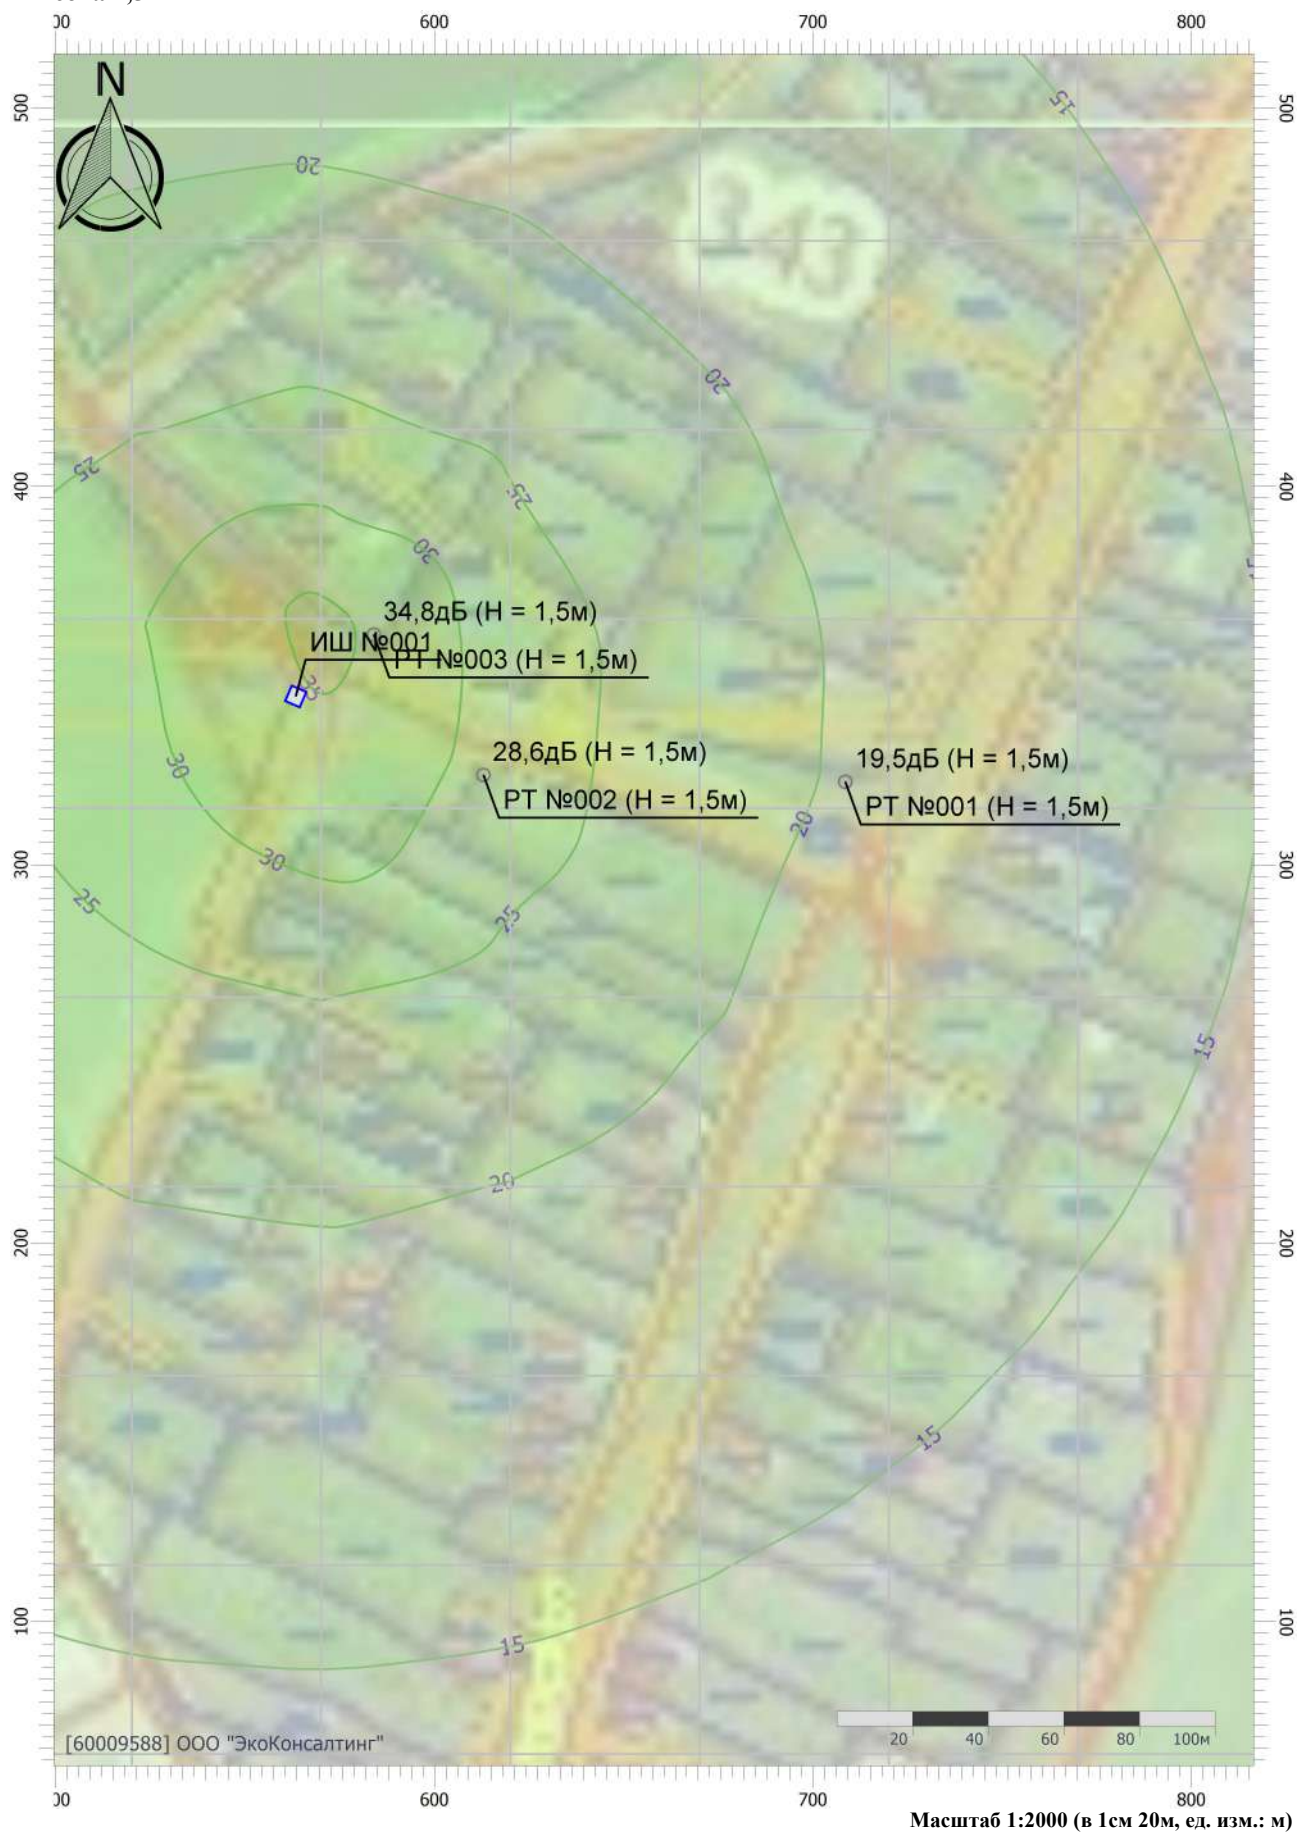 00 600 700 800
N
500 500
15
20
243
20
400 400
25
25
30
34,8дБ (H = 1,5м)
ИШ №001
РТ №003 (H = 1,5м)
35
28,6дБ (H = 1,5м)
19,5дБ (H = 1,5м)
30
РТ №002 (H = 1,5м)
РТ №001 (H = 1,5м)
20
30
300 300
25
25
15
20
200 200
15
100 100
15
20 40 60 80 100м
[60009588] ООО "ЭкоКонсалтинг"
00 600 700 800
Масштаб 1:2000 (в 1см 20м, ед. изм.: м)